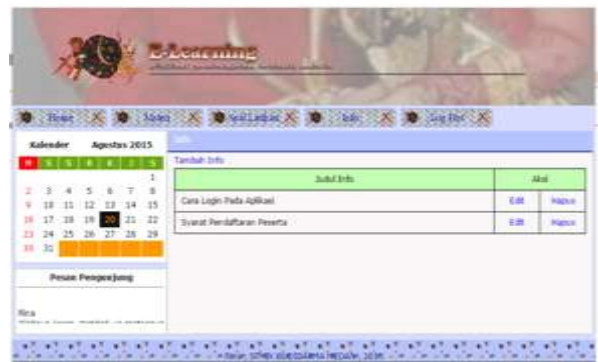 E-Learning
Home
Materi
Soal Latihan
Info
Log Out
Kalender Agustus 2015
M S S R K J S
1
2 3 4 5 6 7 8
9 10 11 12 13 14 15
16 17 18 19 20 21 22
23 24 25 26 27 28 29
30 31
Pesan Pengunjung
Rina
Info
Tambah Info
Judul Info Aksi
Cara Login Pada Aplikasi Edit Hapus
Syarat Pendaftaran Peserta Edit Hapus